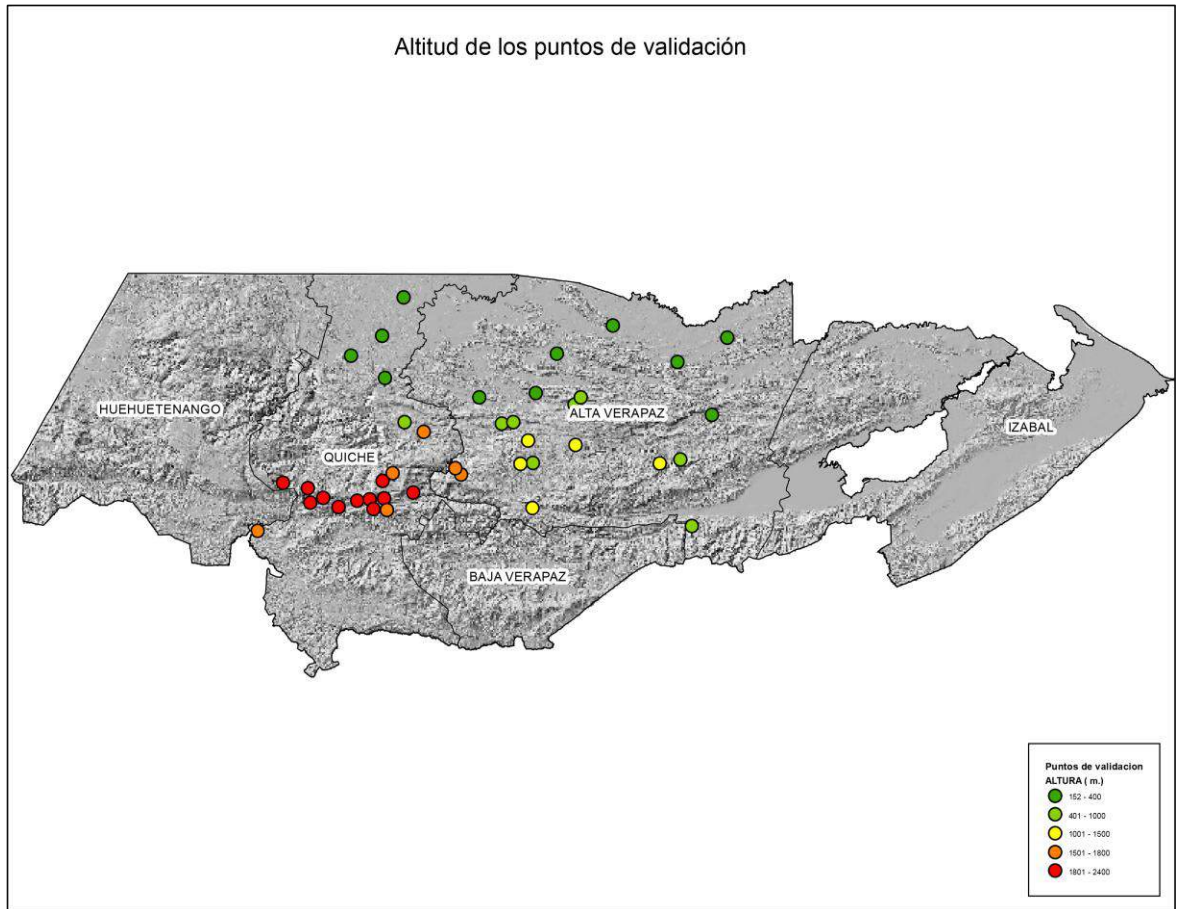 Altitud de los puntos de validación
HUEHUETENANGO
QUICHE
ALTA VERAPAZ
IZABAL
BAJA VERAPAZ
Puntos de validacion
ALTURA ( m.)
152 - 400
401 - 1000
1001 - 1500
1501 - 1800
1801 - 2400